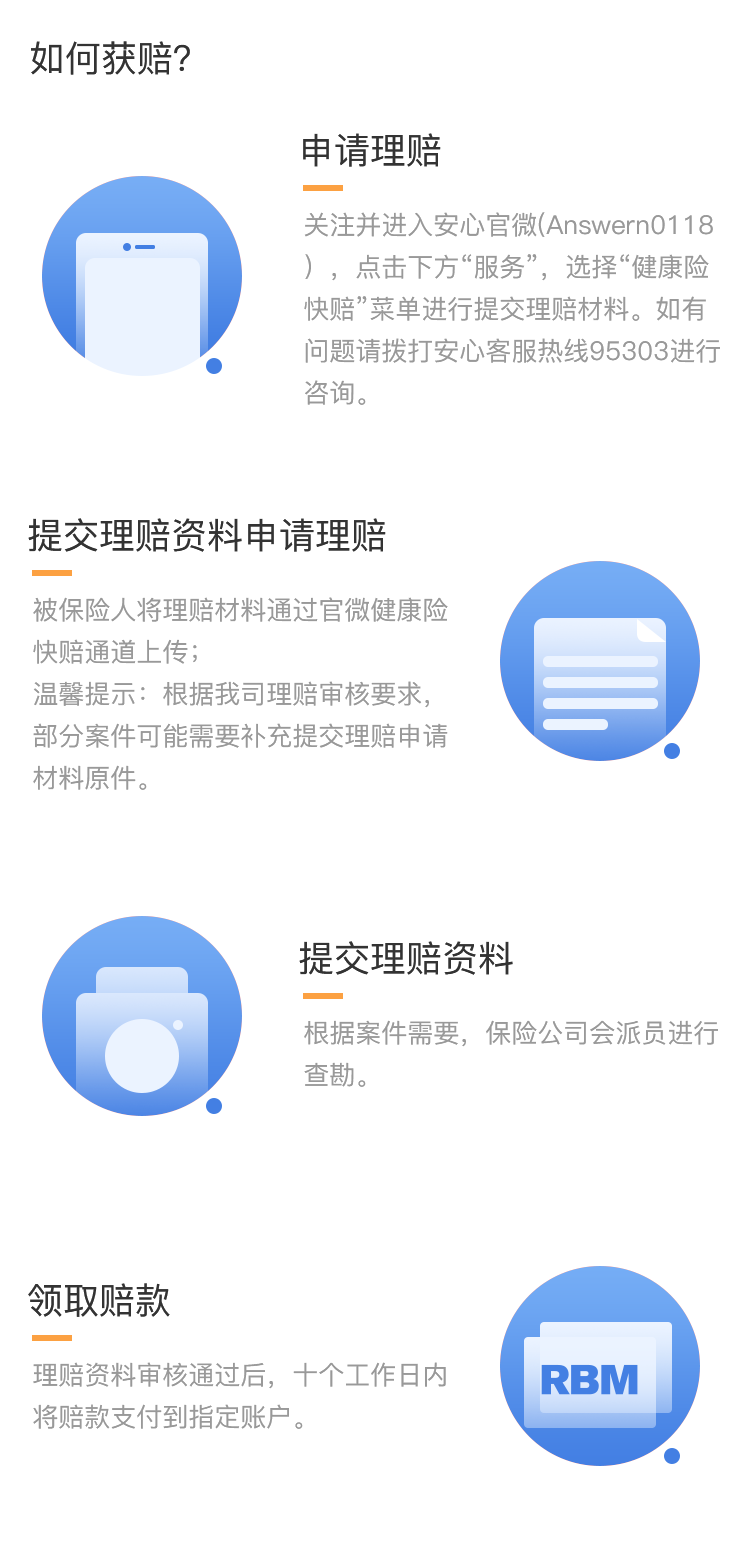 如何获赔?
申请理赔
关注并进入安心官微(Answern0118
），点击下方“服务”，选择“健康险
快赔”菜单进行提交理赔材料。如有
问题请拨打安心客服热线95303进行
咨询。
提交理赔资料申请理赔
被保险人将理赔材料通过官微健康险
快赔通道上传；
温馨提示：根据我司理赔审核要求，
部分案件可能需要补充提交理赔申请
材料原件。
提交理赔资料
根据案件需要，保险公司会派员进行
查勘。
领取赔款
理赔资料审核通过后，十个工作日内
将赔款支付到指定账户。
RBM